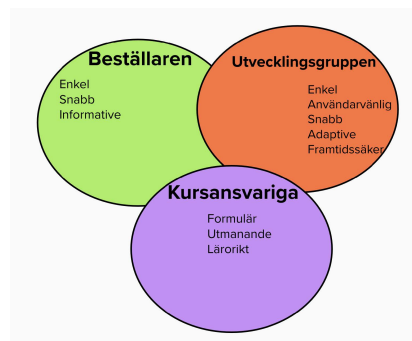 Beställaren
Enkel
Snabb
Informative
Utvecklingsgruppen
Enkel
Användarvänlig
Snabb
Adaptive
Framtidssäker
Kursansvariga
Formulär
Utmanande
Lärorikt